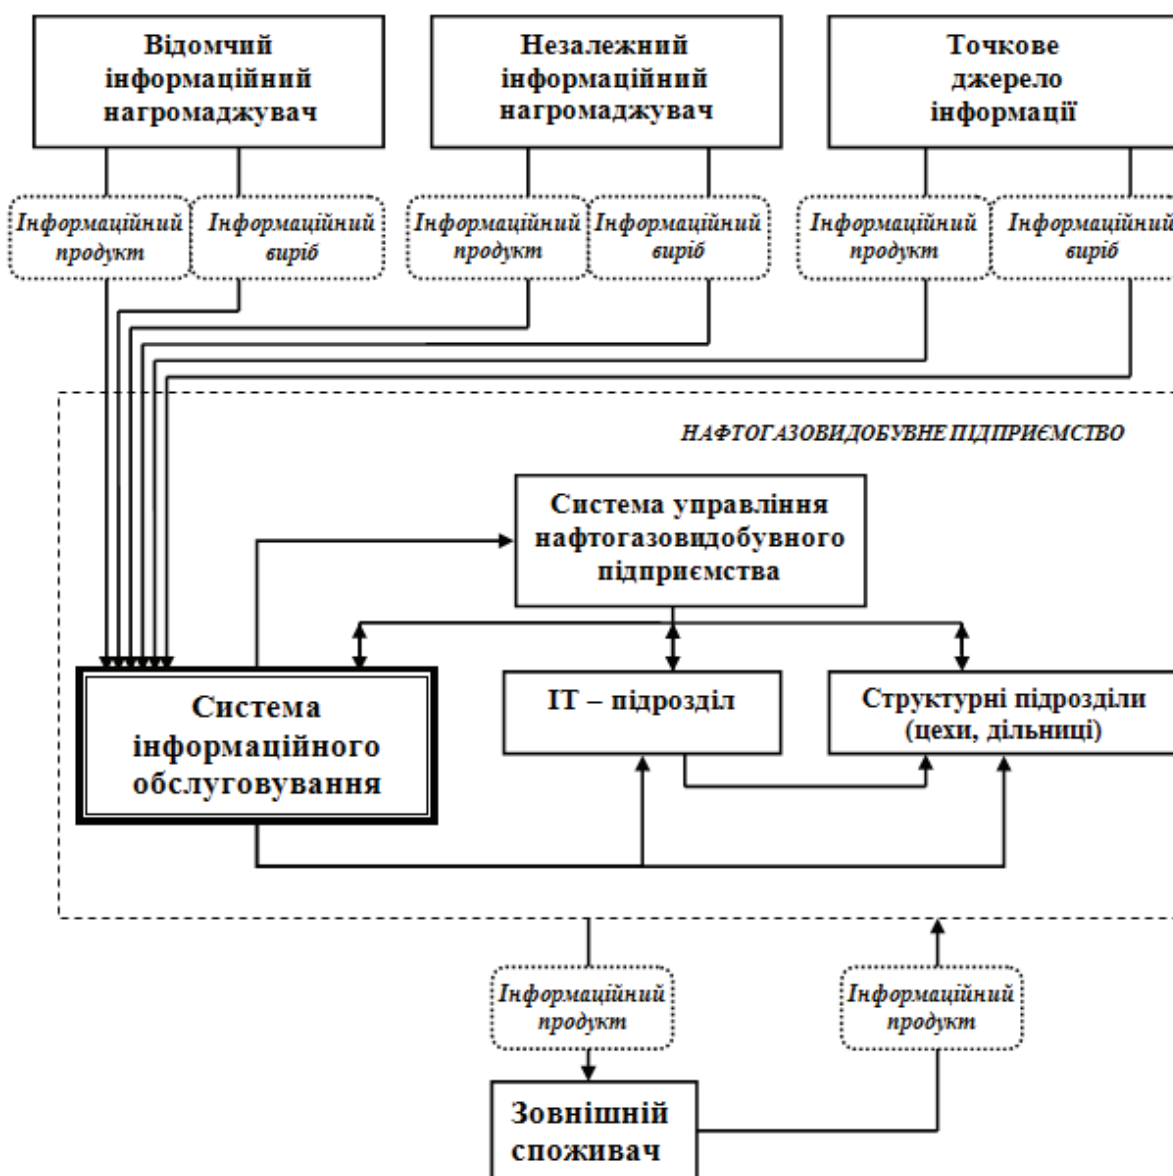 Відомчий
інформаційний
нагромаджувач
Незалежний
інформаційний
нагромаджувач
Точкове
джерело
інформації
Інформаційний
продукт
Інформаційний
виріб
Інформаційний
продукт
Інформаційний
виріб
Інформаційний
продукт
Інформаційний
виріб
НАФТОГАЗОВИДОБУВНЕ ПІДПРИЄМСТВО
Система управління
нафтогазовидобувного
підприємства
Система
інформаційного
обслуговування
ІТ – підрозділ
Структурні підрозділи
(цехи, дільниці)
Інформаційний
продукт
Інформаційний
продукт
Зовнішній
споживач